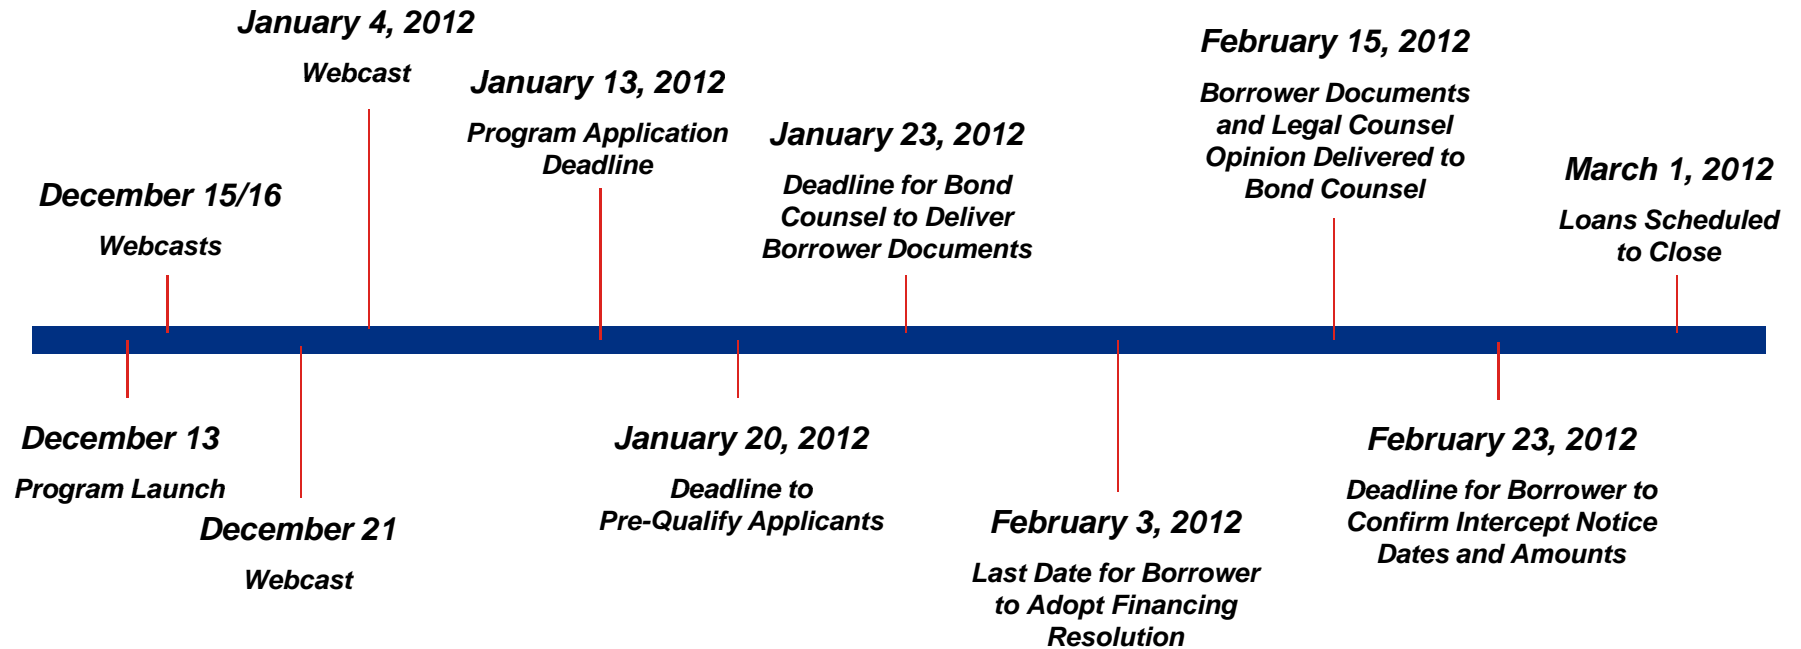 January 4, 2012
Webcast
January 13, 2012
Program Application
Deadline
February 15, 2012
Borrower Documents
and Legal Counsel
Opinion Delivered to
Bond Counsel
January 23, 2012
Deadline for Bond
Counsel to Deliver
Borrower Documents
March 1, 2012
Loans Scheduled
to Close
December 15/16
Webcasts
December 13
Program Launch
December 21
Webcast
January 20, 2012
Deadline to
Pre-Qualify Applicants
February 3, 2012
Last Date for Borrower
to Adopt Financing
Resolution
February 23, 2012
Deadline for Borrower to
Confirm Intercept Notice
Dates and Amounts